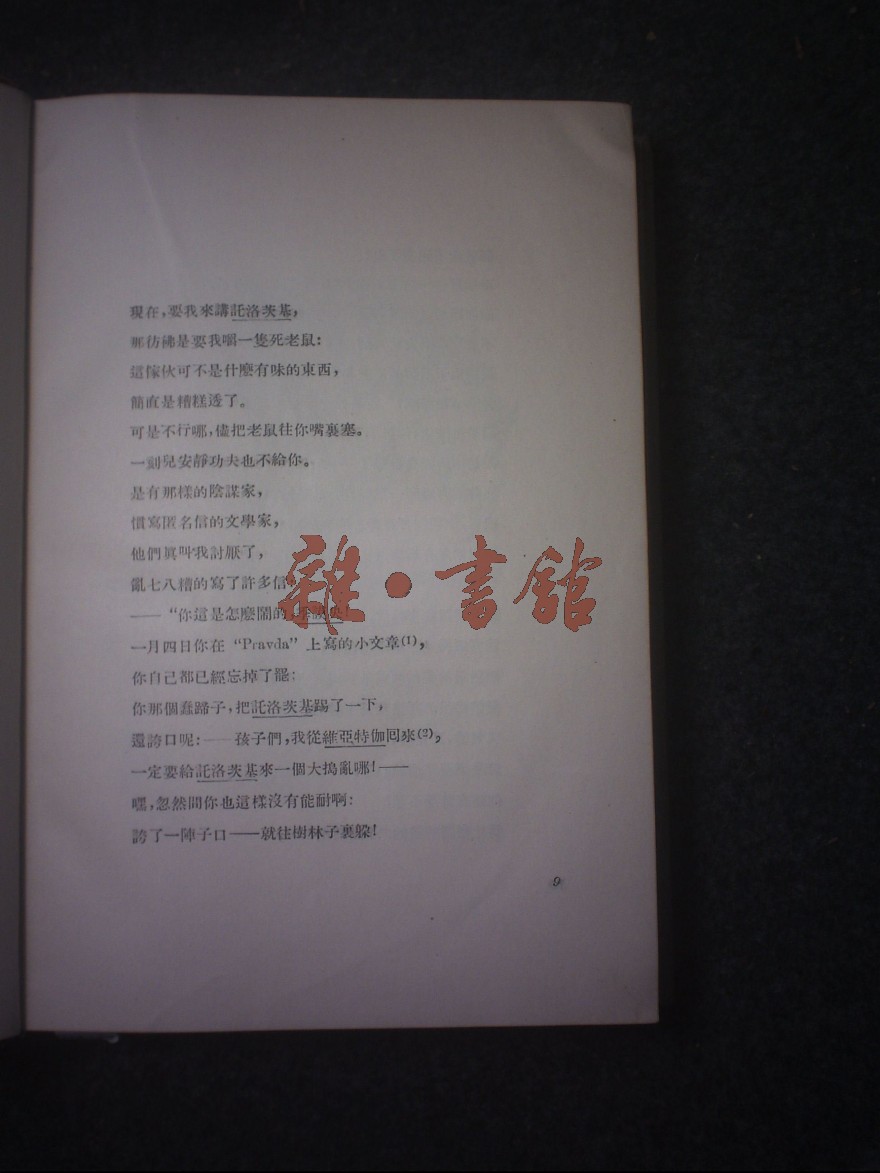 現在,要我來講託洛茨基,
那彷彿是要我嚼一隻死老鼠:
這傢伙可不是什麽有味的東西,
簡直是糟糕透了。
可是不行哪,儘把老鼠往你嘴裏塞。
一刻兒安靜功夫也不給你。
是有那樣的陰謀家,
慣寫匿名信的文學家,
他們眞叫我討厭了,
亂七八糟的寫了許多信
——“你這是怎麽鬧的,
一月四日你在“Pravda”上寫的小文章(1),
你自己都已經忘掉了罷:
你那個蠢蹄子,把託洛茨基踢了一下,
還誇口呢:——孩子們,我從維亞特伽囘來(2),
一定要給託洛茨基來一個大搗亂哪!——
嘿,忽然間你也這樣沒有能耐啊:
誇了一陣子口——就往樹林子裏躱!
9
雜·書館